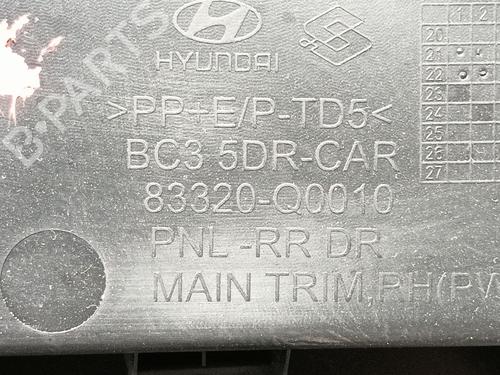 HYUNDAI
>PP+E/P-TD5<
BC3 5DR-CAR
83320-Q0010
PNL -RR DR
MAIN TRIM,RH(PV
1 2
20
21
22
23
24
25
26
27
B-PARTS